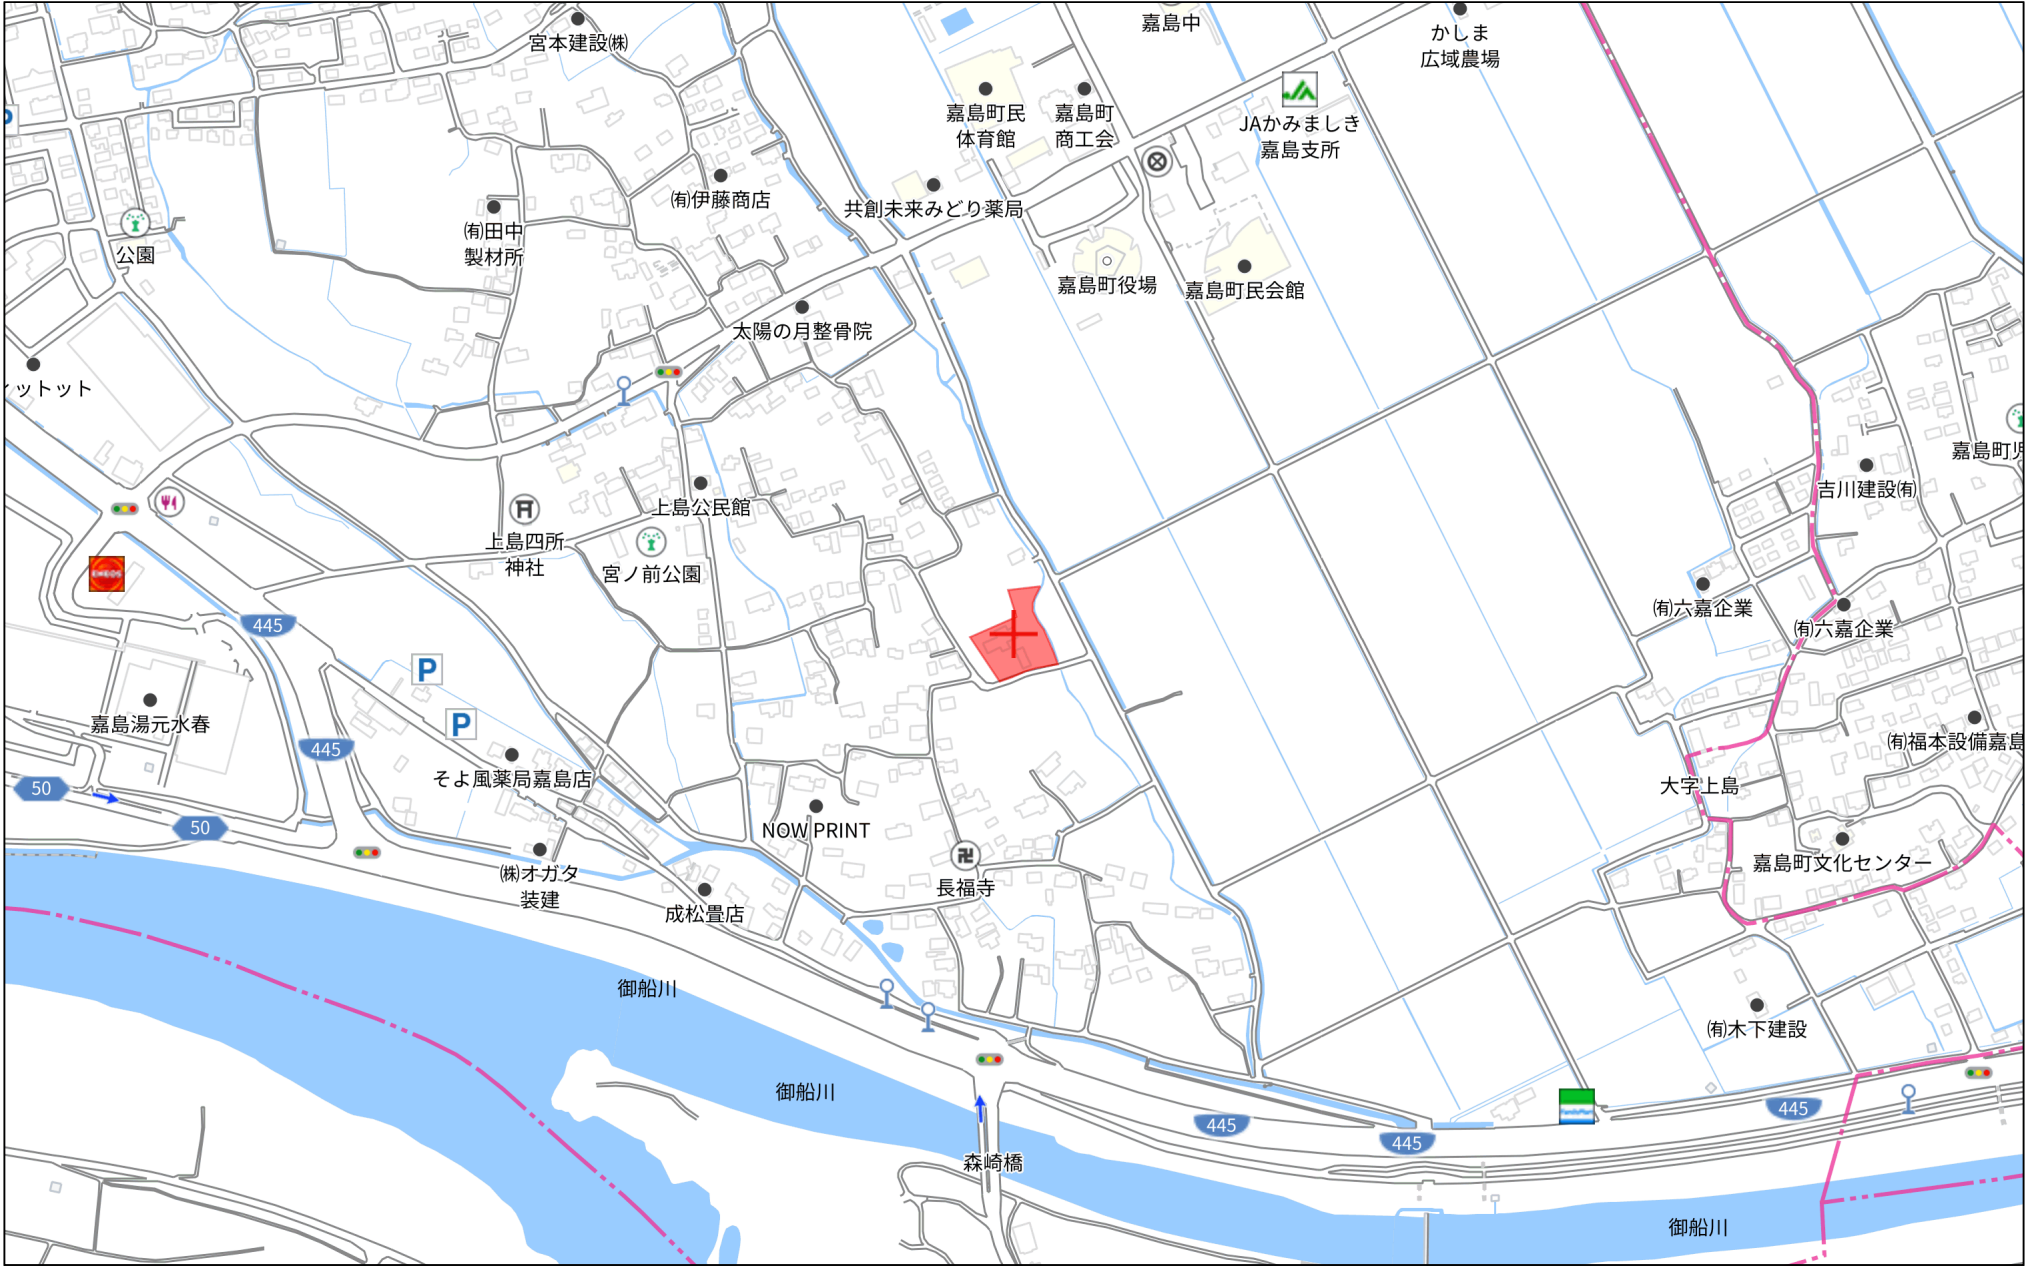 宮本建設㈱
嘉島中
かしま
広域農場
嘉島町民
体育館
嘉島町
商工会
JAかみましき
嘉島支所
㈲伊藤商店
共創未来みどり薬局
㈲田中
製材所
公園
嘉島町役場
嘉島町民会館
太陽の月整骨院
ットット
嘉島町児
吉川建設㈲
上島公民館
上島四所
神社
宮ノ前公園
ENEOS
㈲六嘉企業
㈲六嘉企業
445
P
P
嘉島湯元水春
445
㈲福本設備嘉島
そよ風薬局嘉島店
大字上島
50
50
NOW PRINT
嘉島町文化センター
長福寺
㈱オガタ
装建
成松畳店
御船川
㈲木下建設
御船川
FamilyMart
445
445
445
森崎橋
御船川